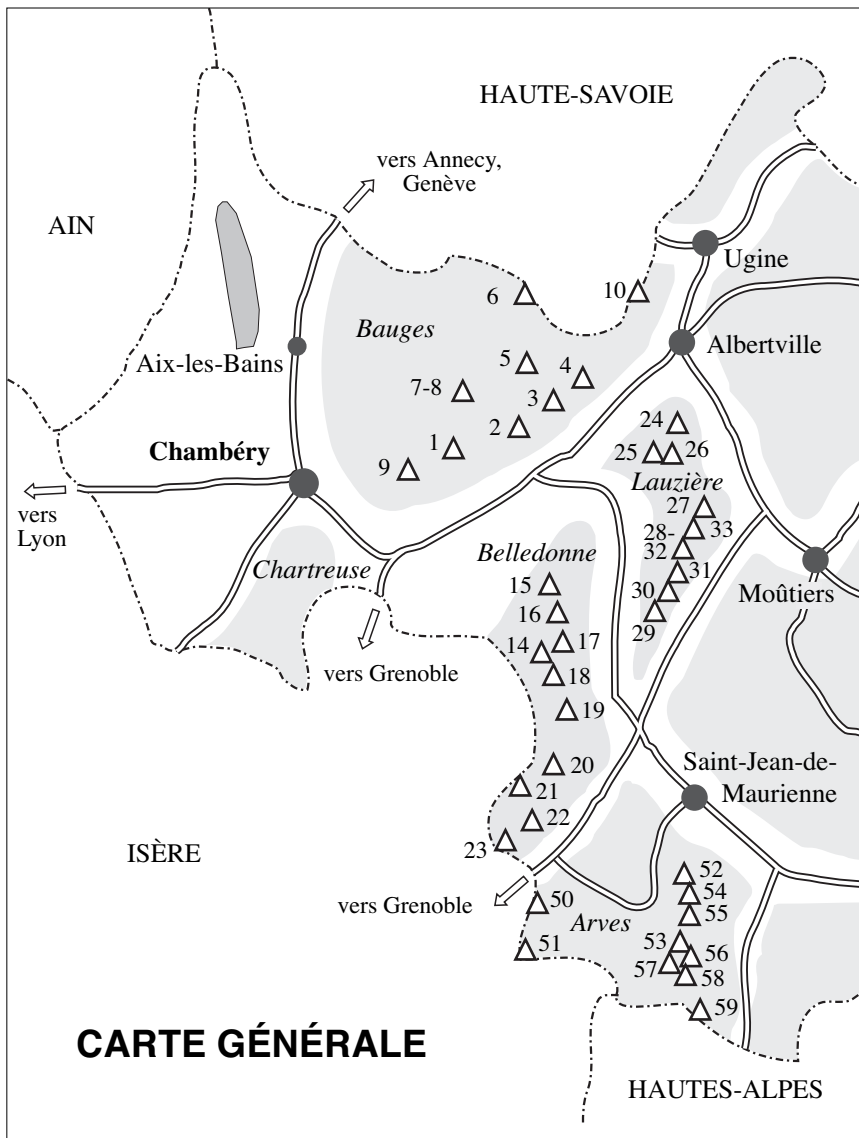 HAUTE-SAVOIE
vers Annecy,
Genève
AIN
Ugine
6
10
Bauges
Aix-les-Bains
Albertville
5
4
7-8
3
24
2
Chambéry
1
25
26
9
Lauzière
27
vers
Lyon
28-
33
Belledonne
32
Chartreuse
15
31
Moûtiers
30
16
29
17
14
vers Grenoble
18
19
Saint-Jean-de-
Maurienne
20
21
22
ISÈRE
23
52
54
vers Grenoble
50
55
Arves
53
51
56
57
58
59
CARTE GÉNÉRALE
HAUTES-ALPES